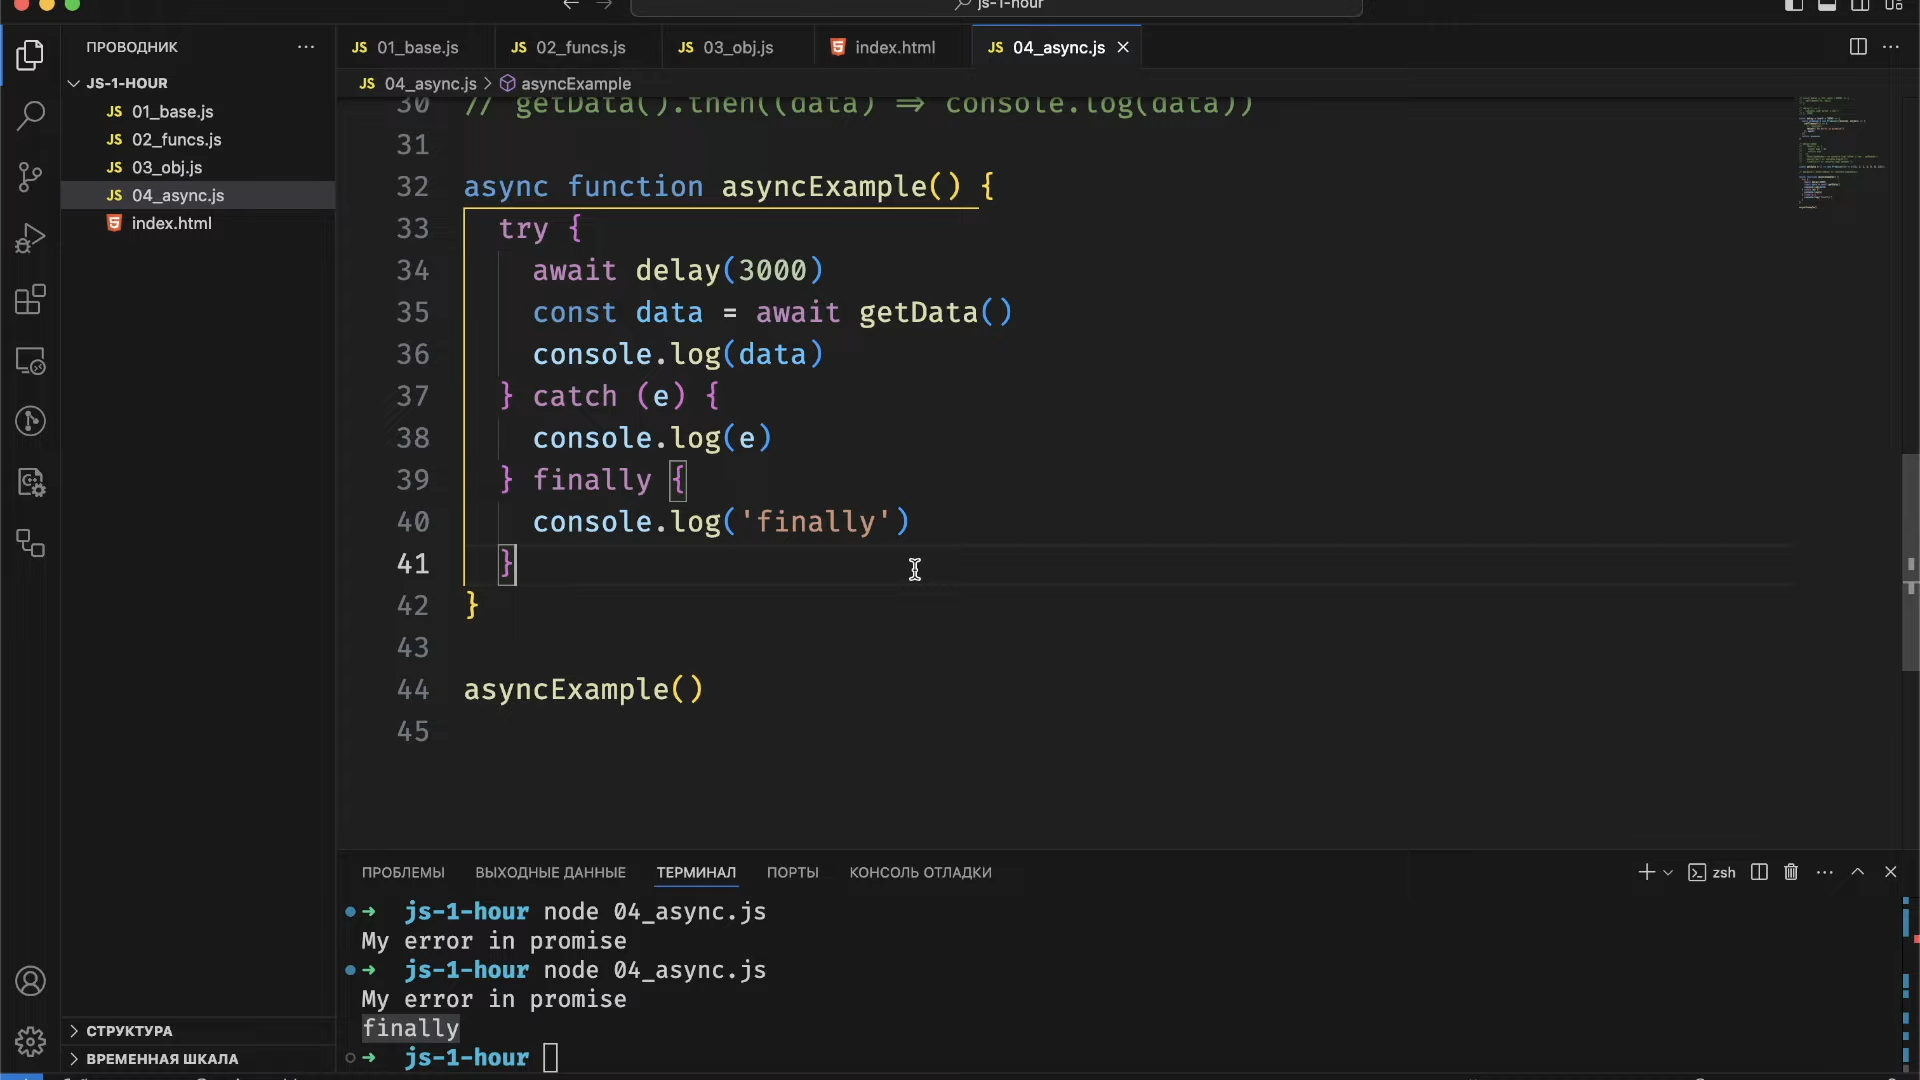 js-1-hour
ПРОВОДНИК
JS-1-HOUR
JS 01_base.js
JS 02_funcs.js
JS 03_obj.js
JS 04_async.js
index.html
СТРУКТУРА
ВРЕМЕННАЯ ШКАЛА
JS 01_base.js JS 02_funcs.js JS 03_obj.js index.html JS 04_async.js
JS 04_async.js > asyncExample
30 // getData().then((data) => console.log(data))
31
32 async function asyncExample() {
33 try {
34 await delay(3000)
35 const data = await getData()
36 console.log(data)
37 } catch (e) {
38 console.log(e)
39 } finally {
40 console.log('finally')
41 }
42 }
43
44 asyncExample()
45
ПРОБЛЕМЫ ВЫХОДНЫЕ ДАННЫЕ ТЕРМИНАЛ ПОРТЫ КОНСОЛЬ ОТЛАДКИ zsh
➜ js-1-hour node 04_async.js
My error in promise
➜ js-1-hour node 04_async.js
My error in promise
finally
➜ js-1-hour